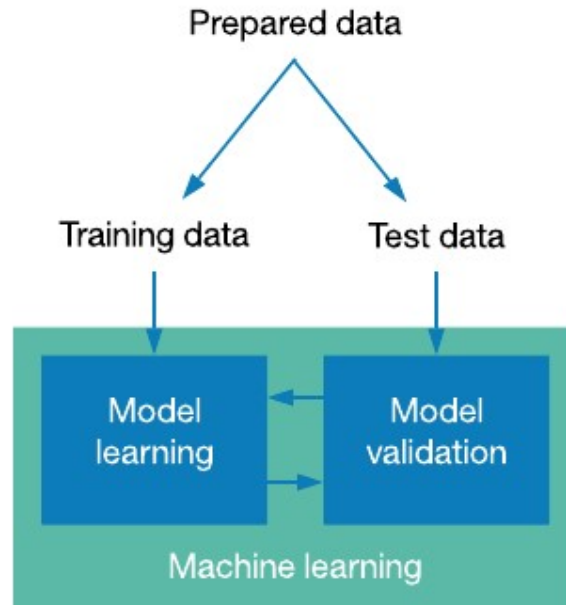 Prepared data
Training data
Test data
Model
learning
Model
validation
Machine learning